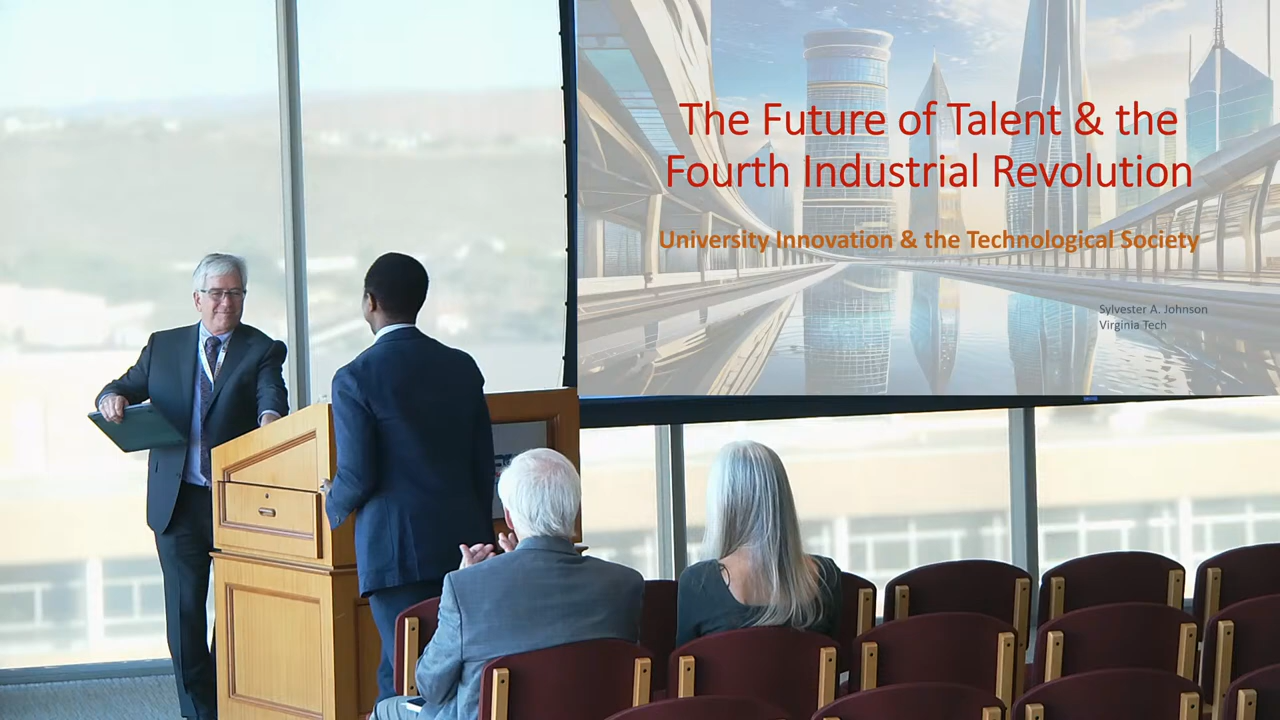 The Future of Talent & the
Fourth Industrial Revolution
University Innovation & the Technological Society
Sylvester A. Johnson
Virginia Tech